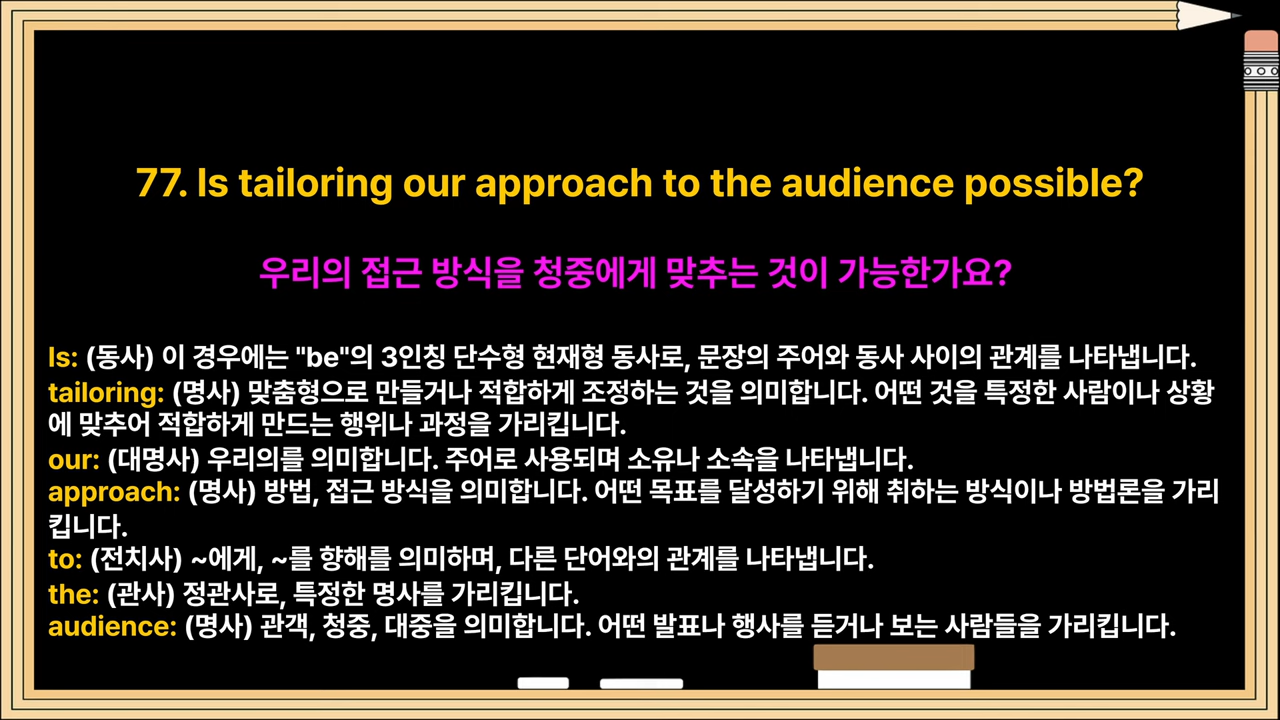 77. Is tailoring our approach to the audience possible?
우리의 접근 방식을 청중에게 맞추는 것이 가능한가요?
Is: (동사) 이 경우에는 "be"의 3인칭 단수형 현재형 동사로, 문장의 주어와 동사 사이의 관계를 나타냅니다.
tailoring: (명사) 맞춤형으로 만들거나 적합하게 조정하는 것을 의미합니다. 어떤 것을 특정한 사람이나 상황
에 맞추어 적합하게 만드는 행위나 과정을 가리킵니다.
our: (대명사) 우리의를 의미합니다. 주어로 사용되며 소유나 소속을 나타냅니다.
approach: (명사) 방법, 접근 방식을 의미합니다. 어떤 목표를 달성하기 위해 취하는 방식이나 방법론을 가리
킵니다.
to: (전치사) ~에게, ~를 향해를 의미하며, 다른 단어와의 관계를 나타냅니다.
the: (관사) 정관사로, 특정한 명사를 가리킵니다.
audience: (명사) 관객, 청중, 대중을 의미합니다. 어떤 발표나 행사를 듣거나 보는 사람들을 가리킵니다.